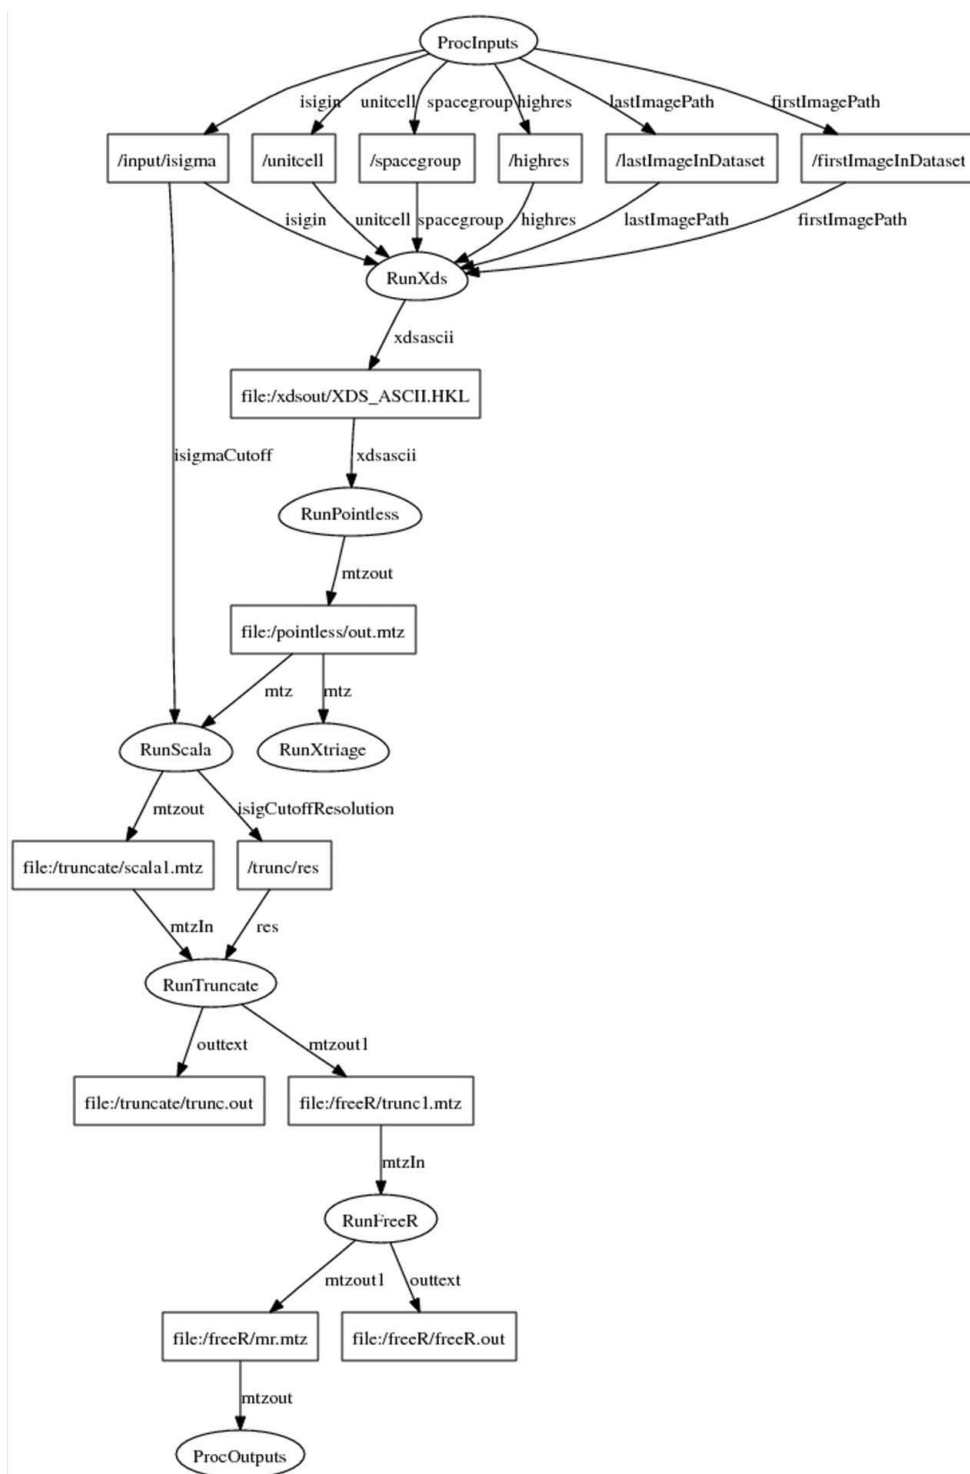 ProcInputs
isigin
unitcell
spacegroup
highres
lastImagePath
firstImagePath
/input/isigma
/unitcell
/spacegroup
/highres
/lastImageInDataset
/firstImageInDataset
isigin
unitcell
spacegroup
highres
lastImagePath
firstImagePath
RunXds
xdsascii
file:/xdsout/XDS_ASCII.HKL
isigmaCutoff
xdsascii
RunPointless
mtzout
file:/pointless/out.mtz
mtz
mtz
RunScala
RunXtriage
mtzout
isigCutoffResolution
file:/truncate/scala1.mtz
/trunc/res
mtzIn
res
RunTruncate
outtext
mtzout1
file:/truncate/trunc.out
file:/freeR/trunc1.mtz
mtzIn
RunFreeR
mtzout1
outtext
file:/freeR/mr.mtz
file:/freeR/freeR.out
mtzout
ProcOutputs